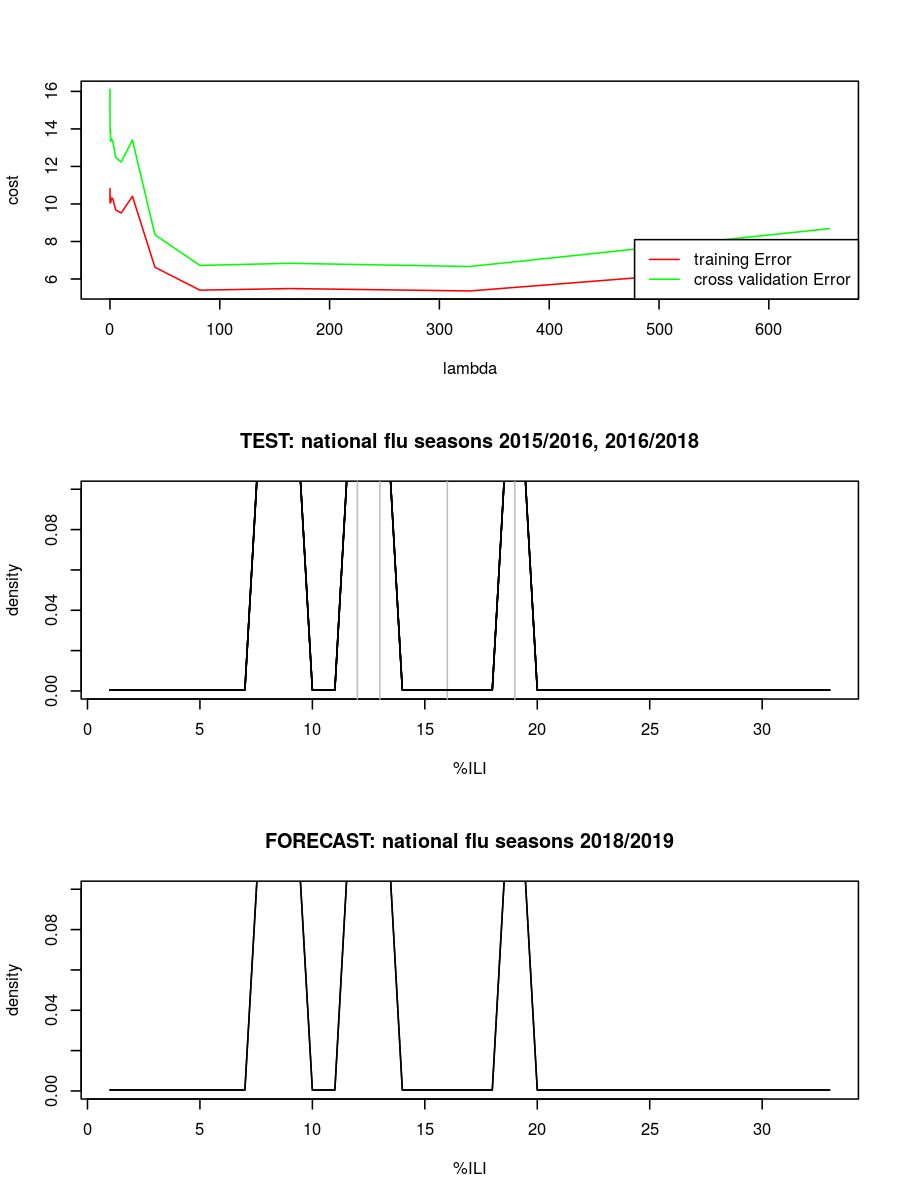 16
14
12
10
8
6
cost
training Error
cross validation Error
0 100 200 300 400 500 600
lambda
TEST: national flu seasons 2015/2016, 2016/2018
0.08
0.04
0.00
density
0 5 10 15 20 25 30
%ILI
FORECAST: national flu seasons 2018/2019
0.08
0.04
0.00
density
0 5 10 15 20 25 30
%ILI